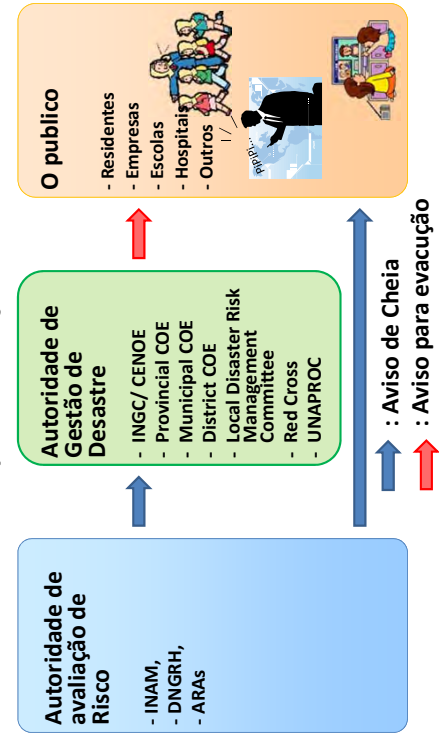 Autoridade de
avaliação de
Risco
- INAM,
- DNGRH,
- ARAs
Autoridade de
Gestão de
Desastre
- INGC/ CENOE
- Provincial COE
- Municipal COE
- District COE
- Local Disaster Risk
Management
Committee
- Red Cross
- UNAPROC
O publico
- Residentes
- Empresas
- Escolas
- Hospitais
- Outros
PiPiPi...
: Aviso de Cheia
: Aviso para evacução